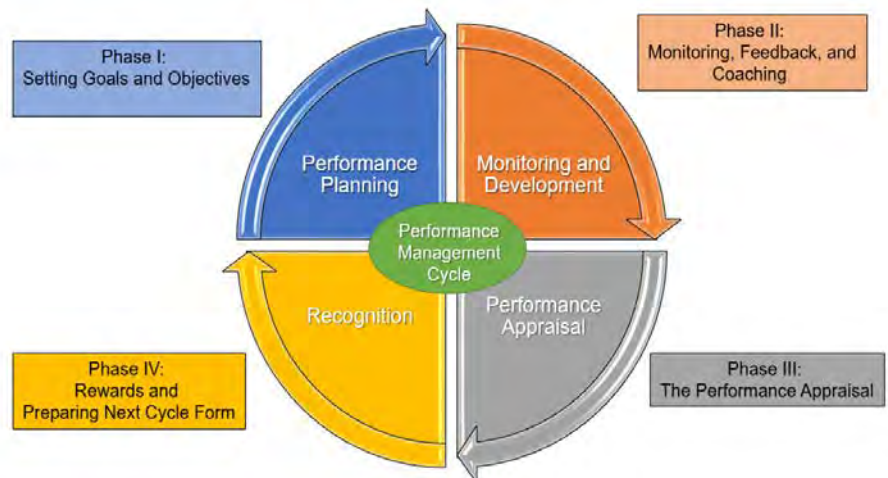 Phase I:
Setting Goals and Objectives
Phase II:
Monitoring, Feedback, and
Coaching
Performance
Planning
Monitoring and
Development
Performance
Management
Cycle
Recognition
Performance
Appraisal
Phase IV:
Rewards and
Preparing Next Cycle Form
Phase III:
The Performance Appraisal